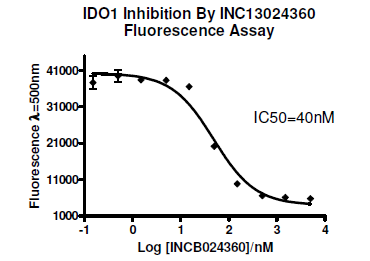 IDO1 Inhibition By INC13024360
Fluorescence Assay
Fluorescence λ=500nm
41000
31000
21000
11000
1000
IC50=40nM
-1 0 1 2 3 4
Log [INCB024360]/nM